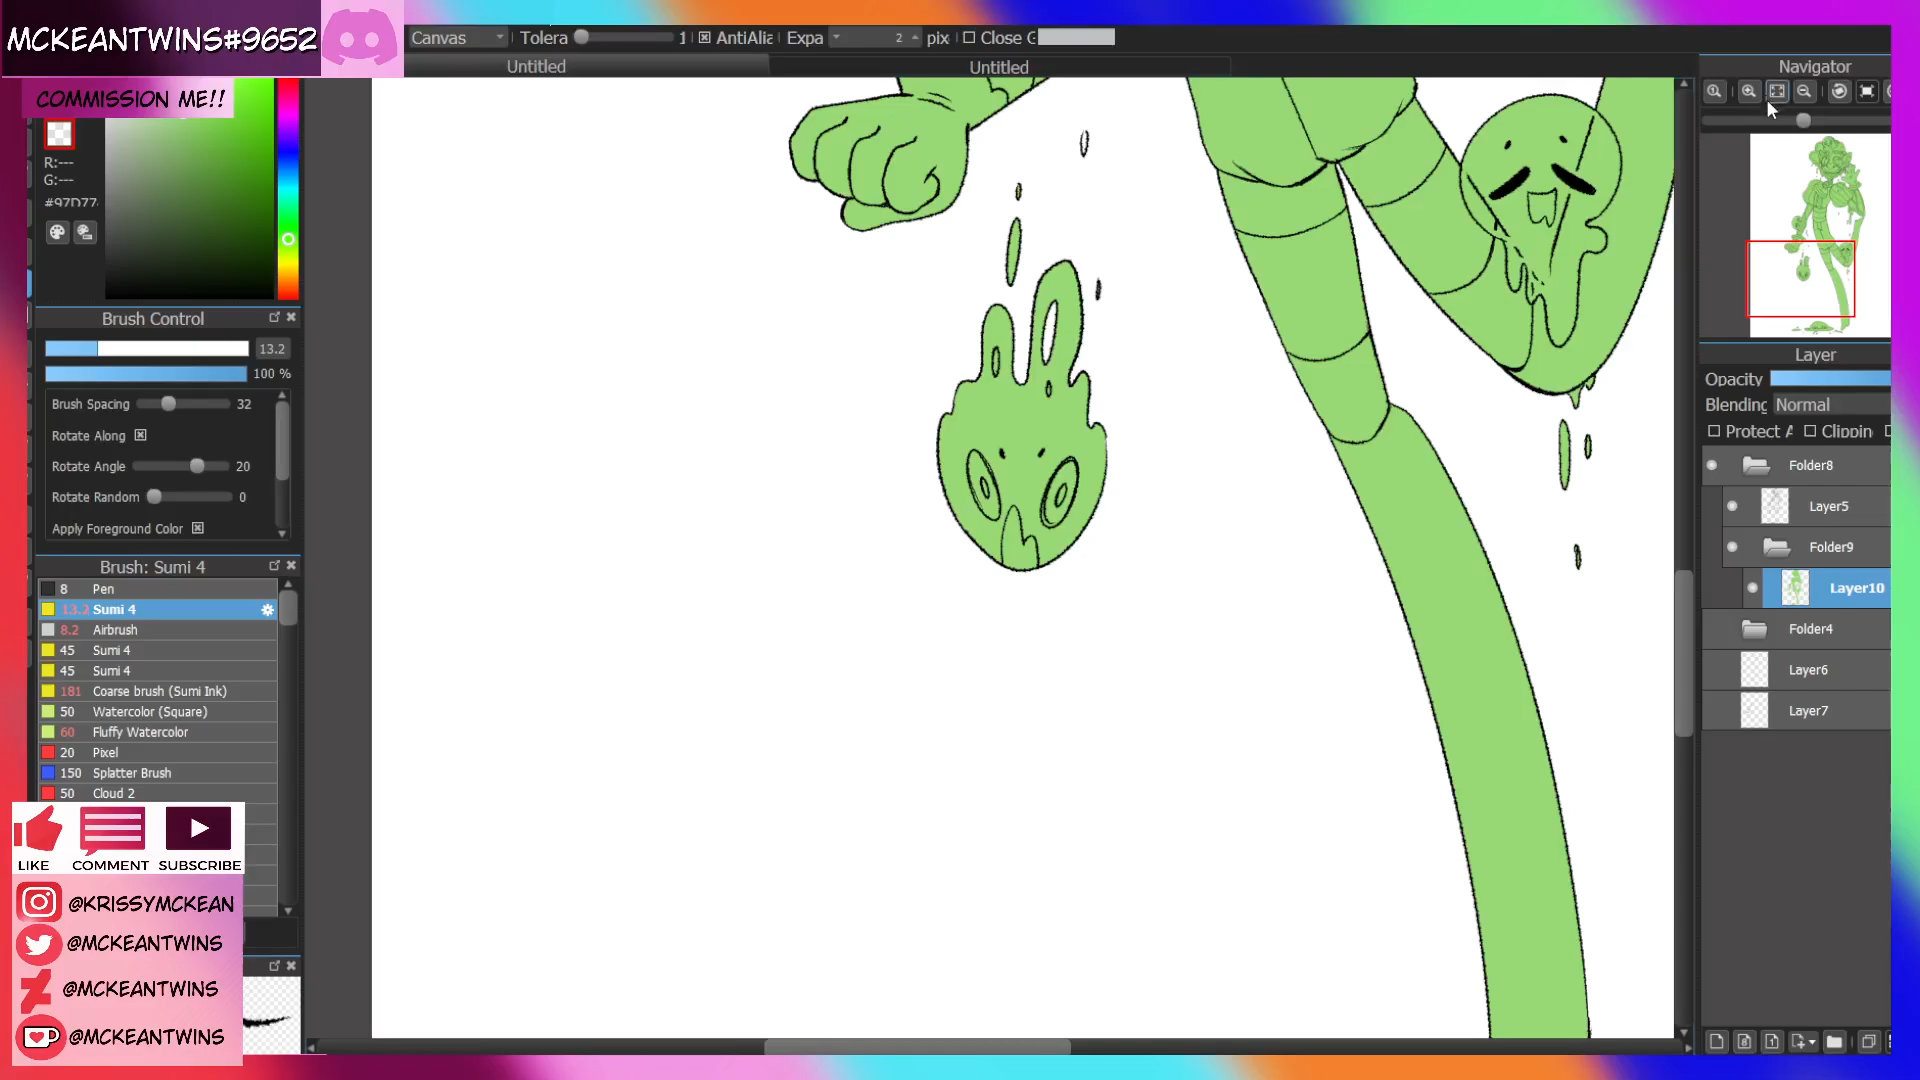 MCKEANTWINS#9652
COMMISSION ME!!
Canvas
Tolera
1
AntiAlia
Expa
2
pix
Close G
Untitled
Untitled
Navigator
R:---
G:---
#97D77
Brush Control
13.2
100 %
Brush Spacing 32
Rotate Along
Rotate Angle 20
Rotate Random 0
Apply Foreground Color
Brush: Sumi 4
8 Pen
13.2 Sumi 4
8.2 Airbrush
45 Sumi 4
45 Sumi 4
181 Coarse brush (Sumi Ink)
50 Watercolor (Square)
60 Fluffy Watercolor
20 Pixel
150 Splatter Brush
50 Cloud 2
LIKE COMMENT SUBSCRIBE
@KRISSYMCKEAN
@MCKEANTWINS
@MCKEANTWINS
@MCKEANTWINS
Layer
Opacity
Blending Normal
Protect A
Clippin
Folder8
Layer5
Folder9
Layer10
Folder4
Layer6
Layer7